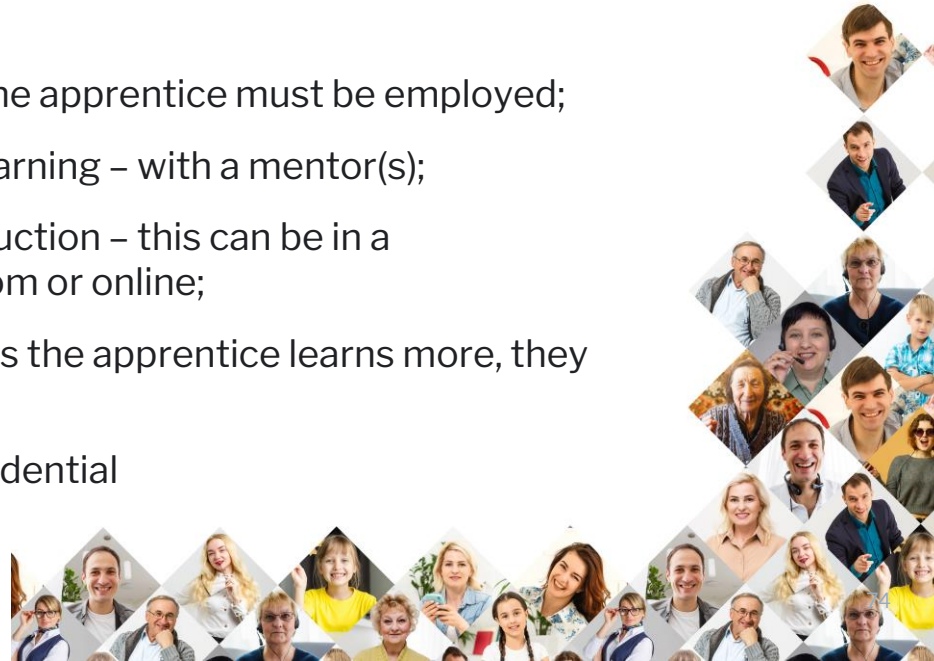 he apprentice must be employed;
arning – with a mentor(s);
uction – this can be in a
om or online;
s the apprentice learns more, they
dential
4